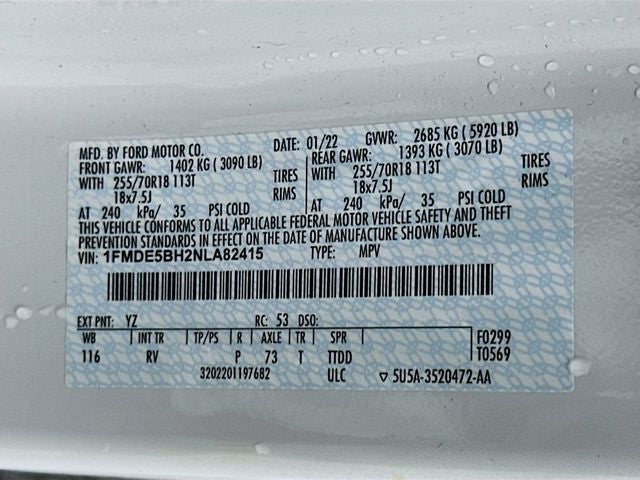 MFD. BY FORD MOTOR CO. DATE: 01/22 GVWR: 2685 KG ( 5920 LB)
FRONT GAWR: 1402 KG ( 3090 LB) REAR GAWR: 1393 KG ( 3070 LB)
WITH 255/70R18 113T TIRES WITH 255/70R18 113T TIRES
18x7.5J RIMS 18x7.5J RIMS
AT 240 kPa/ 35 PSI COLD AT 240 kPa/ 35 PSI COLD
THIS VEHICLE CONFORMS TO ALL APPLICABLE FEDERAL MOTOR VEHICLE SAFETY AND THEFT
PREVENTION STANDARDS IN EFFECT ON THE DATE OF MANUFACTURE SHOWN ABOVE.
VIN: 1FMDE5BH2NLA82415 TYPE: MPV
EXT PNT: YZ RC: 53 DSO:
WB INT TR TP/PS R AXLE TR SPR F0299
116 RV P 73 T TTDD T0569
3202201197682 ULC ▽ 5U5A-3520472-AA